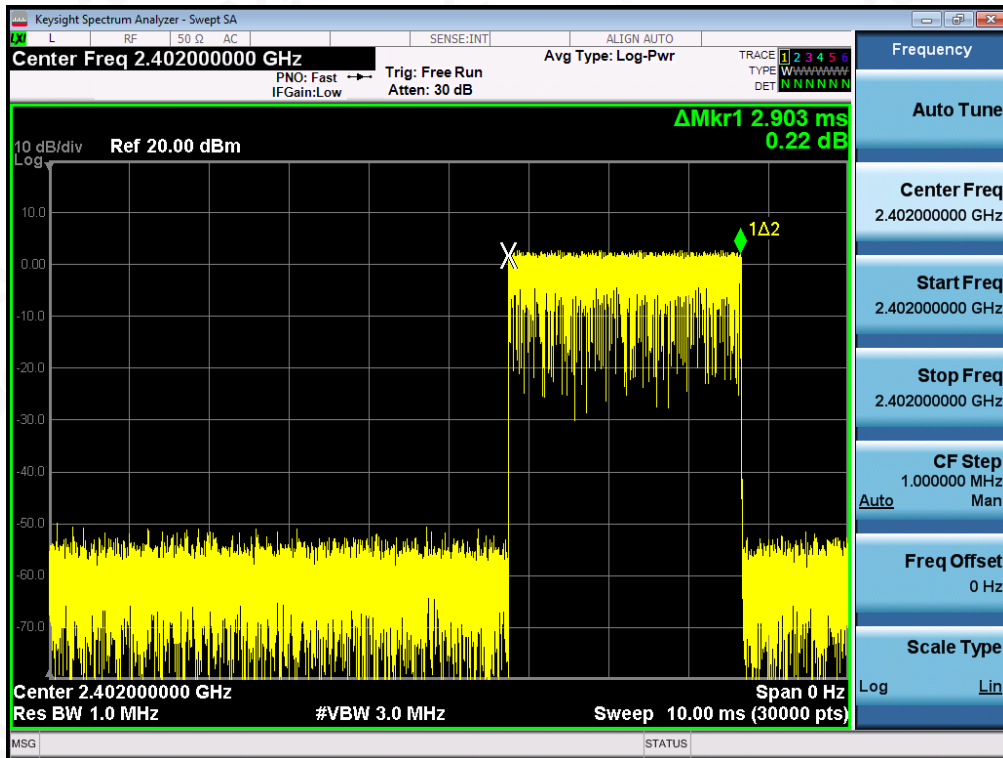 Keysight Spectrum Analyzer - Swept SA
LXI L RF 50 Ω AC SENSE:INT ALIGN AUTO
Center Freq 2.402000000 GHz
PNO: Fast
IFGain:Low
Trig: Free Run
Atten: 30 dB
Avg Type: Log-Pwr
TRACE 1 2 3 4 5 6
TYPE W W W W W W
DET N N N N N N
ΔMkr1 2.903 ms
0.22 dB
10 dB/div Ref 20.00 dBm
Log
10.0
0.00
-10.0
-20.0
-30.0
-40.0
-50.0
-60.0
-70.0
X
1Δ2
Center 2.402000000 GHz Span 0 Hz
Res BW 1.0 MHz #VBW 3.0 MHz Sweep 10.00 ms (30000 pts)
MSG STATUS
Frequency
Auto Tune
Center Freq
2.402000000 GHz
Start Freq
2.402000000 GHz
Stop Freq
2.402000000 GHz
CF Step
1.000000 MHz
Auto Man
Freq Offset
0 Hz
Scale Type
Log Lin